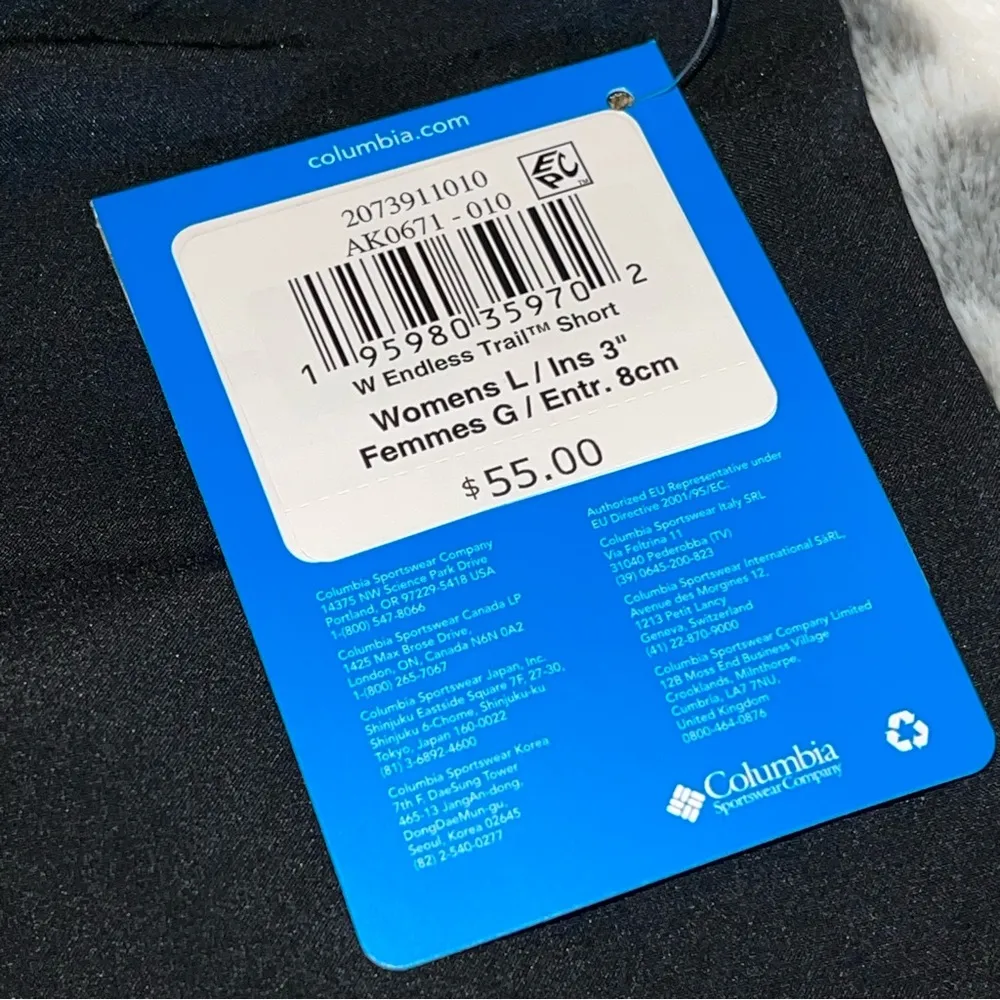 columbia.com
2073911010
EPC™
AK0671 - 010
1 95980 35970 2
W Endless Trail™ Short
Womens L / Ins 3"
Femmes G / Entr. 8cm
$55.00
Columbia Sportswear Company
14375 NW Science Park Drive
Portland, OR 97229-5418 USA
1-(800) 547-8066
Columbia Sportswear Canada LP
1425 Max Brose Drive,
London, ON, Canada N6N 0A2
1-(800) 265-7067
Columbia Sportswear Japan, Inc.
Shinjuku Eastside Square 7F, 27-30,
Shinjuku 6-Chome, Shinjuku-ku
Tokyo, Japan 160-0022
(81) 3-6892-4600
Columbia Sportswear Korea
7th F. DaeSung Tower
465-13 JangAn-dong,
DongDaeMun-gu,
Seoul, Korea 02645
(82) 2-540-0277
Authorized EU Representative under
EU Directive 2001/95/EC:
Columbia Sportswear Italy SRL
Via Feltrina 11
31040 Pederobba (TV)
(39) 0645-200-823
Columbia Sportswear International SàRL,
Avenue des Morgines 12,
1213 Petit Lancy
Geneva, Switzerland
(41) 22-870-9000
Columbia Sportswear Company Limited
12B Moss End Business Village
Crooklands, Milnthorpe,
Cumbria, LA7 7NU,
United Kingdom
0800-464-0876
Columbia
Sportswear Company